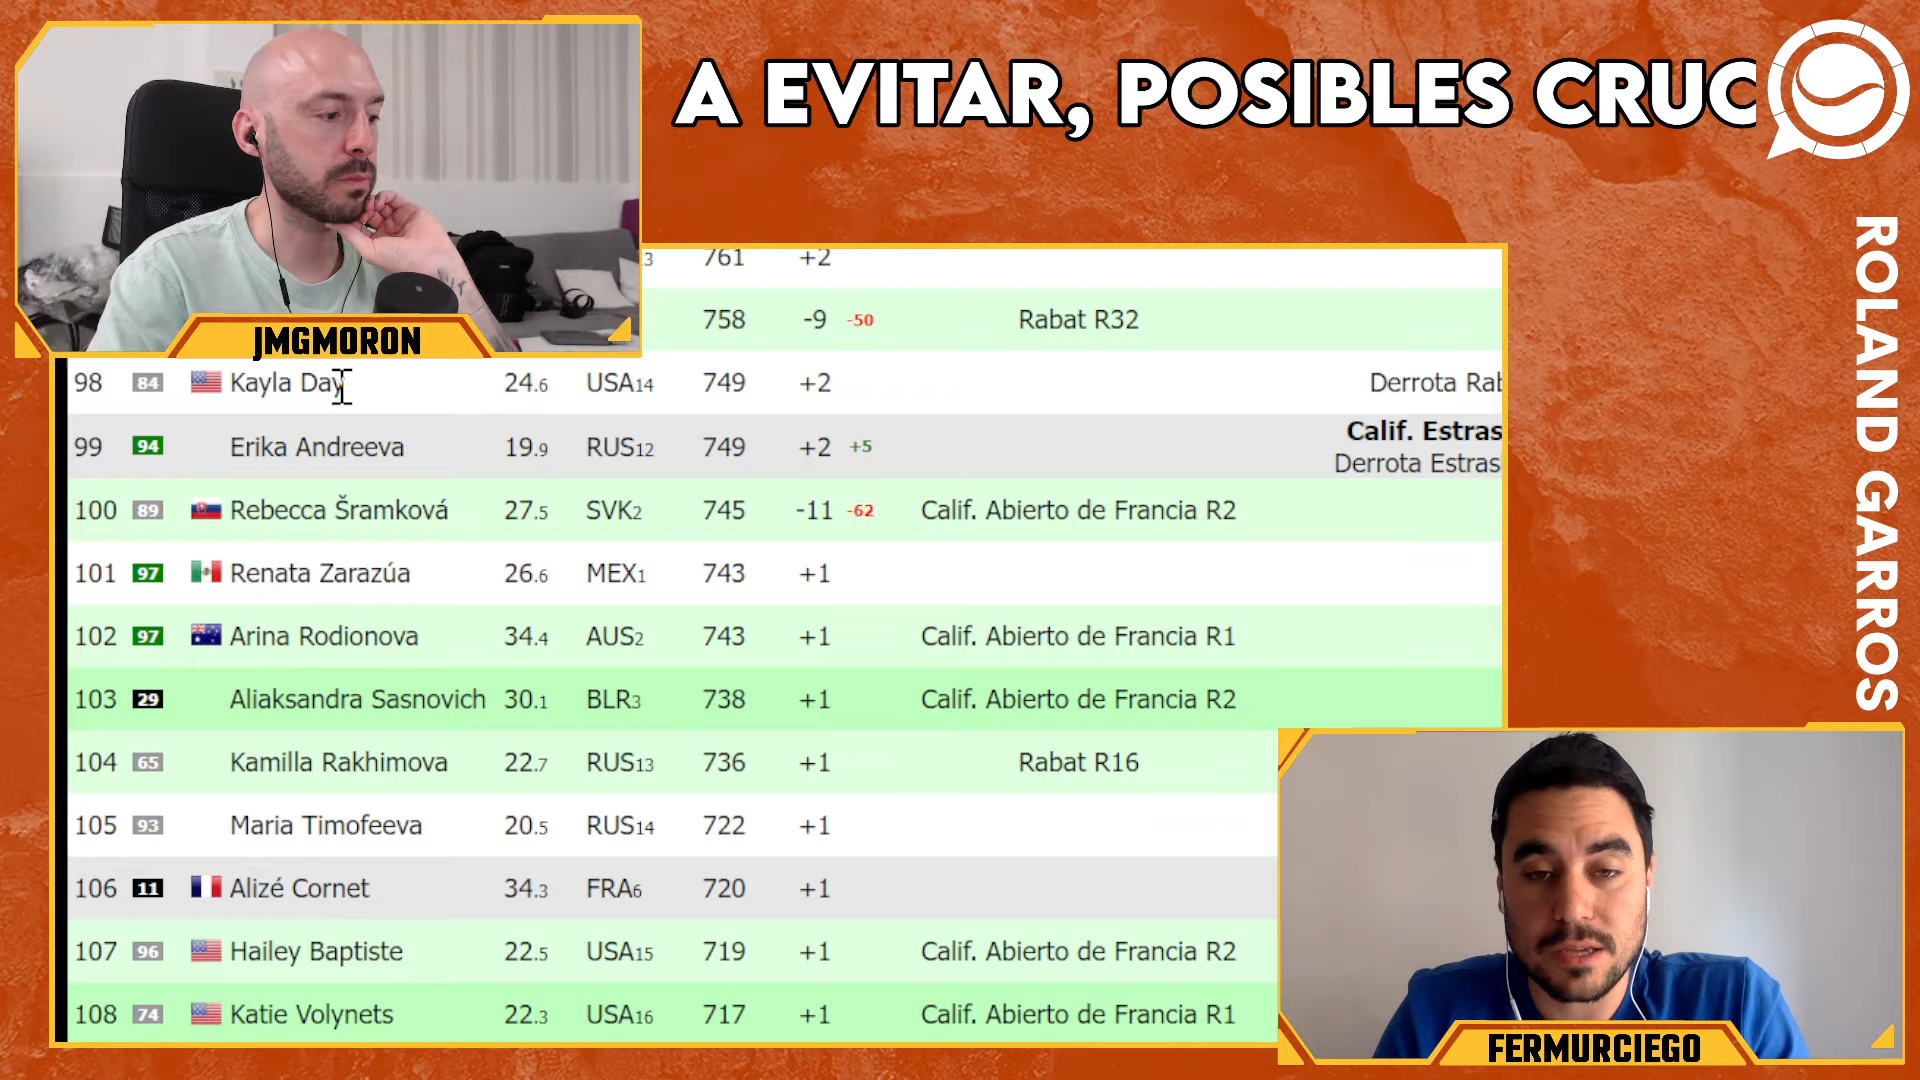 A EVITAR, POSIBLES CRUC
ROLAND GARROS
JMGMORON
3 761 +2
758 -9 -50 Rabat R32
98 84 Kayla Day 24.6 USA14 749 +2 Derrota Rab
99 94 Erika Andreeva 19.9 RUS12 749 +2 +5 Calif. Estras
Derrota Estras
100 89 Rebecca Šramková 27.5 SVK2 745 -11 -62 Calif. Abierto de Francia R2
101 97 Renata Zarazúa 26.6 MEX1 743 +1
102 97 Arina Rodionova 34.4 AUS2 743 +1 Calif. Abierto de Francia R1
103 29 Aliaksandra Sasnovich 30.1 BLR3 738 +1 Calif. Abierto de Francia R2
104 65 Kamilla Rakhimova 22.7 RUS13 736 +1 Rabat R16
105 93 Maria Timofeeva 20.5 RUS14 722 +1
106 11 Alizé Cornet 34.3 FRA6 720 +1
107 96 Hailey Baptiste 22.5 USA15 719 +1 Calif. Abierto de Francia R2
108 74 Katie Volynets 22.3 USA16 717 +1 Calif. Abierto de Francia R1
FERMURCIEGO